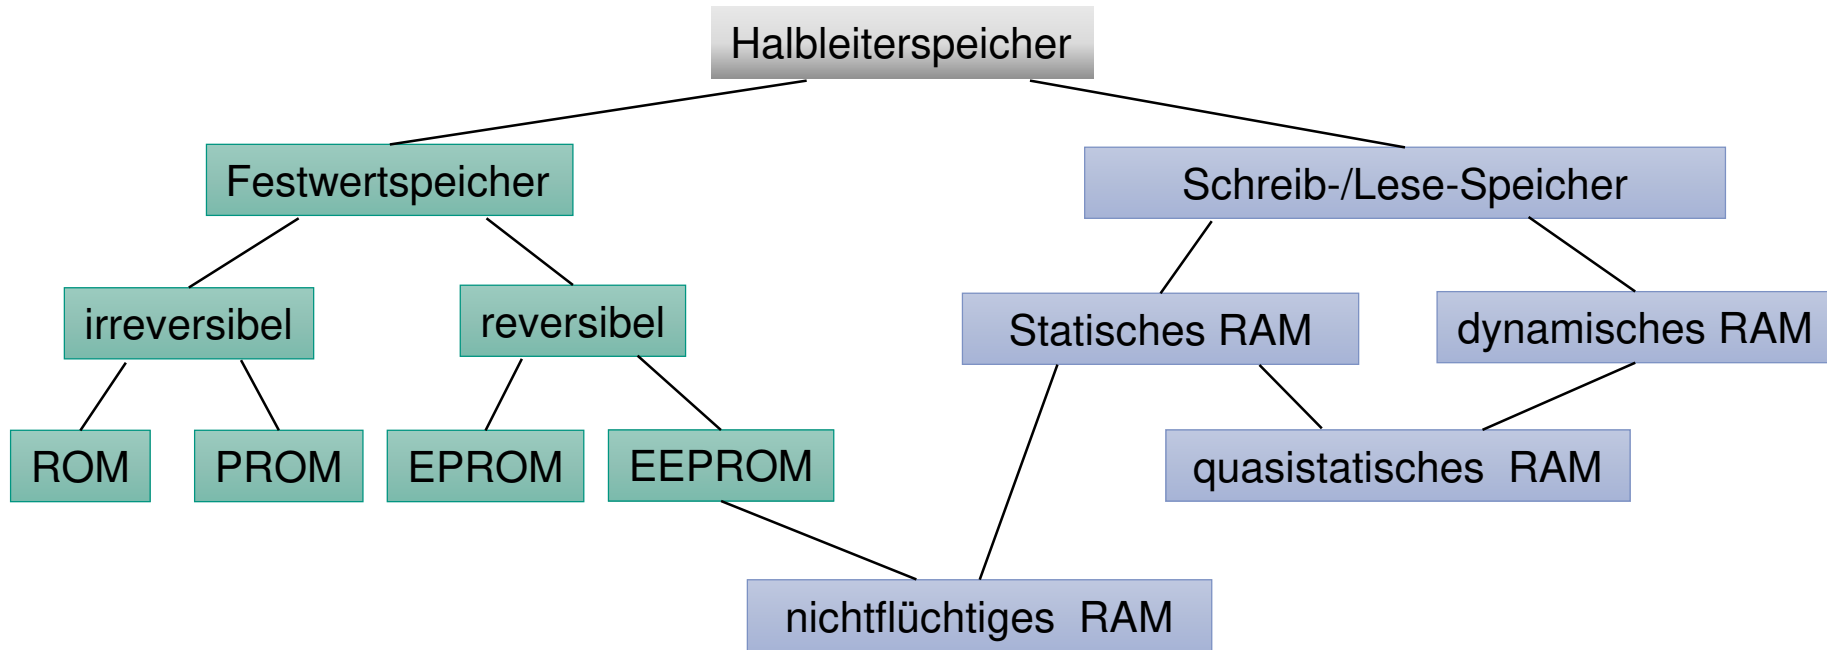 Halbleiterspeicher
Festwertspeicher
Schreib-/Lese-Speicher
irreversibel
reversibel
Statisches RAM
dynamisches RAM
ROM
PROM
EPROM
EEPROM
quasistatisches RAM
nichtflüchtiges RAM